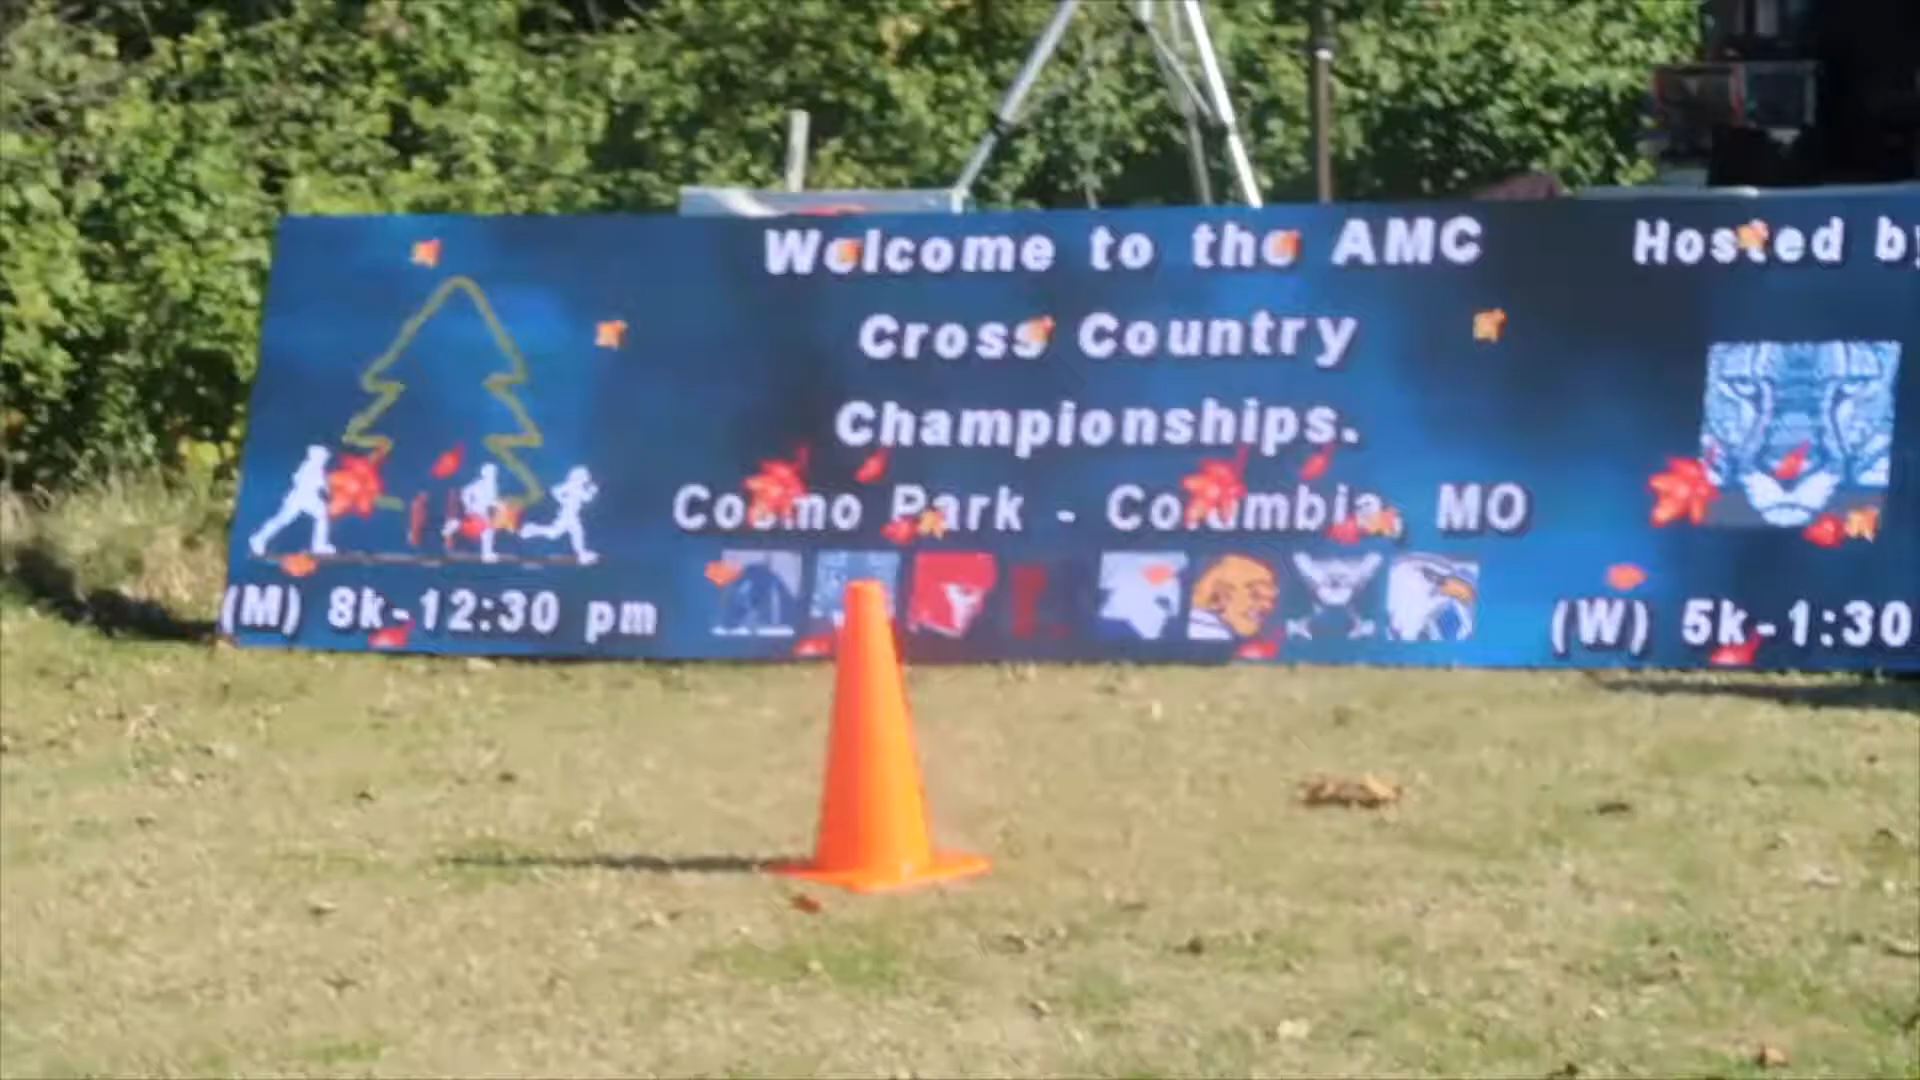 Welcome to the AMC
Cross Country
Championships.
Cosmo Park - Columbia, MO
(M) 8k-12:30 pm
Hosted by
(W) 5k-1:30